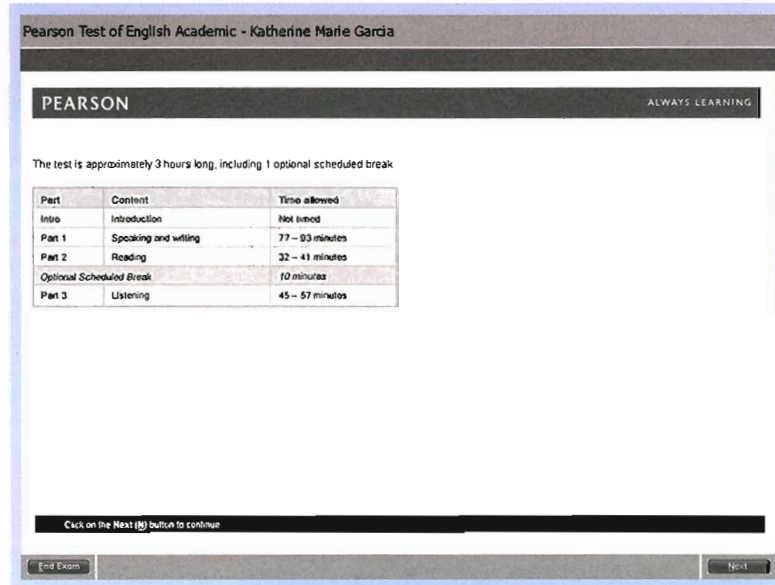 Pearson Test of English Academic - Katherine Marie Garcia
PEARSON ALWAYS LEARNING
The test is approximately 3 hours long, including 1 optional scheduled break
Part Content Time allowed
Intro Introduction Not timed
Part 1 Speaking and writing 77 – 93 minutes
Part 2 Reading 32 – 41 minutes
Optional Scheduled Break 10 minutes
Part 3 Listening 45 – 57 minutes
Click on the Next (N) button to continue
End Exam Next